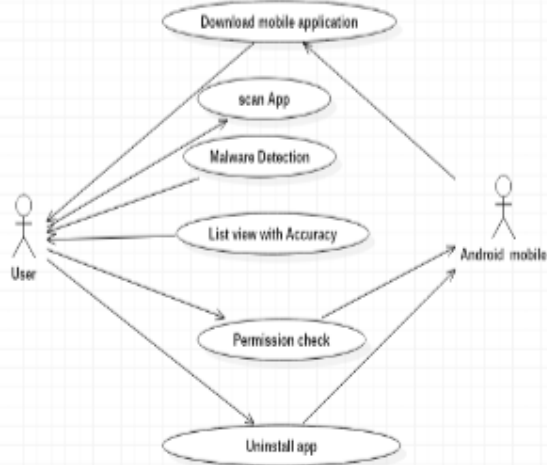 Download mobile application
scan App
Malware Detection
List view with Accuracy
User
Android mobile
Permission check
Uninstall app